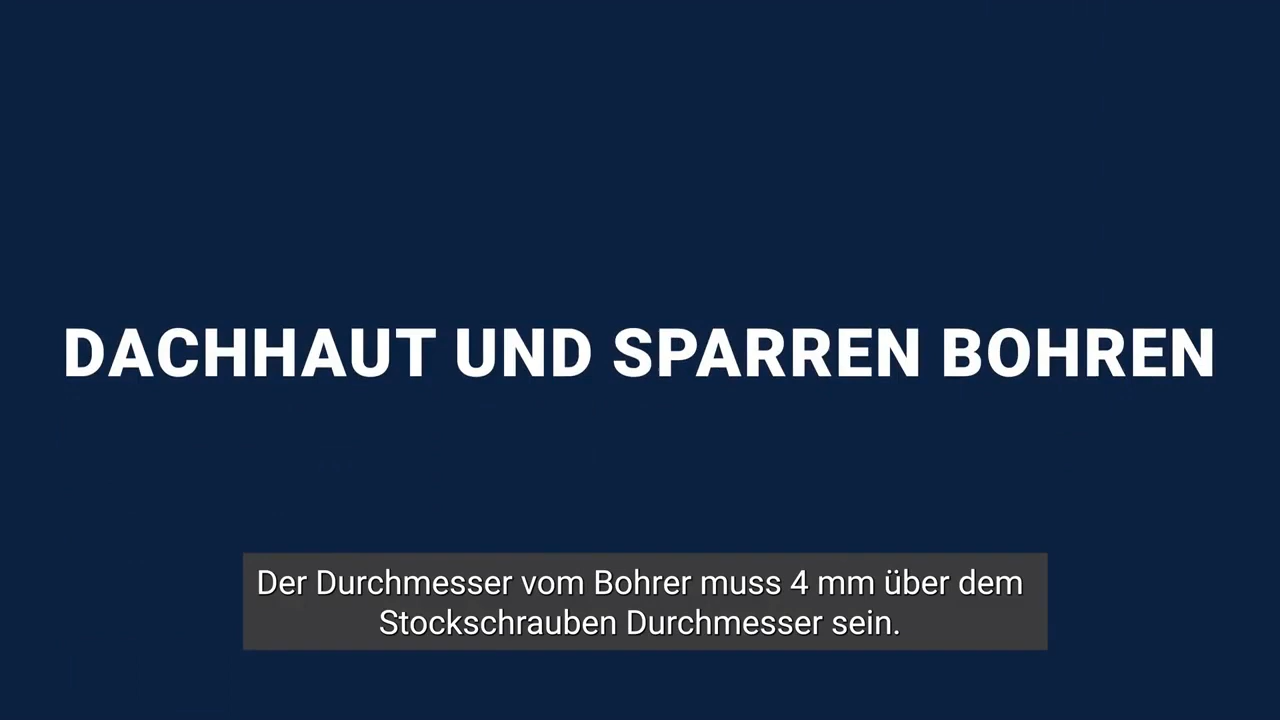 DACHHAUT UND SPARREN BOHREN
Der Durchmesser vom Bohrer muss 4 mm über dem
Stockschrauben Durchmesser sein.